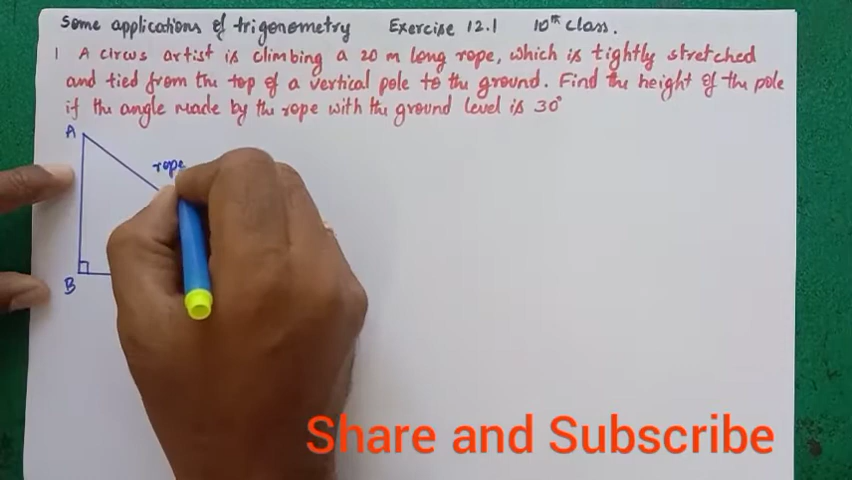 Some applications of trigonometry Exercise 12.1 10th class.
1 A circus artist is climbing a 20 m long rope, which is tightly stretched
and tied from the top of a vertical pole to the ground. Find the height of the pole
if the angle made by the rope with the ground level is 30°
A
rope
B
Share and Subscribe